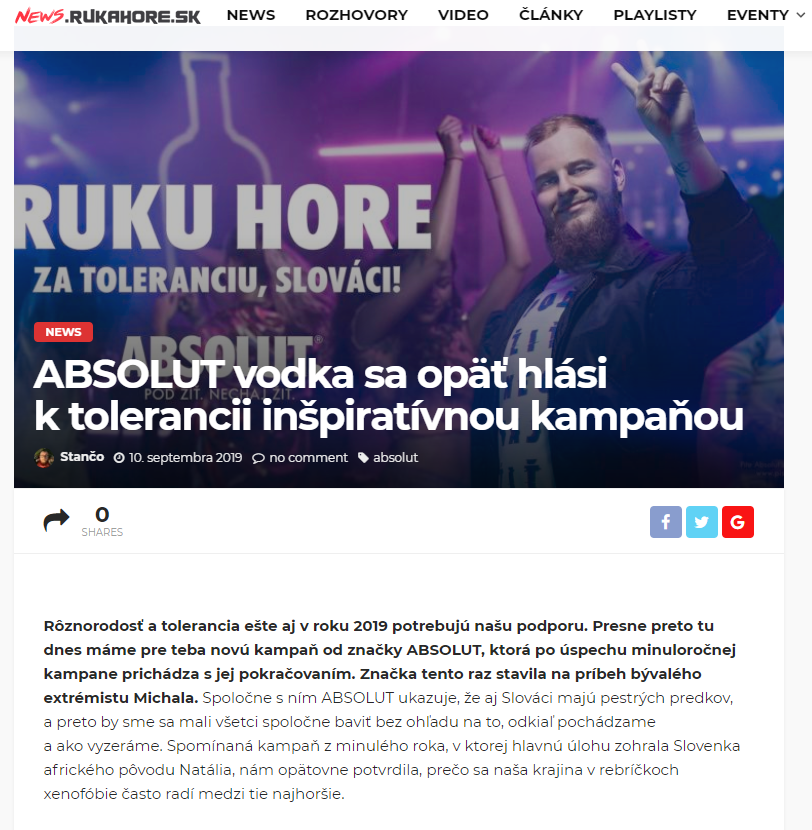 NEWS.RUKAHORE.SK NEWS ROZHOVORY VIDEO ČLÁNKY PLAYLISTY EVENTY
RUKU HORE
ZA TOLERANCIU, SLOVÁCI!
NEWS
ABSOLUT®
POD ŽIŤ. NECHAJ ŽIŤ.
ABSOLUT vodka sa opäť hlási
k tolerancii inšpiratívnou kampaňou
Stančo 10. septembra 2019 no comment absolut
0
SHARES
f G
Rôznorodosť a tolerancia ešte aj v roku 2019 potrebujú našu podporu. Presne preto tu
dnes máme pre teba novú kampaň od značky ABSOLUT, ktorá po úspechu minuloročnej
kampane prichádza s jej pokračovaním. Značka tento raz stavila na príbeh bývalého
extrémistu Michala. Spoločne s ním ABSOLUT ukazuje, že aj Slováci majú pestrých predkov,
a preto by sme sa mali všetci spoločne baviť bez ohľadu na to, odkiaľ pochádzame
a ako vyzeráme. Spomínaná kampaň z minulého roka, v ktorej hlavnú úlohu zohrala Slovenka
afrického pôvodu Natália, nám opätovne potvrdila, prečo sa naša krajina v rebríčkoch
xenofóbie často radí medzi tie najhoršie.